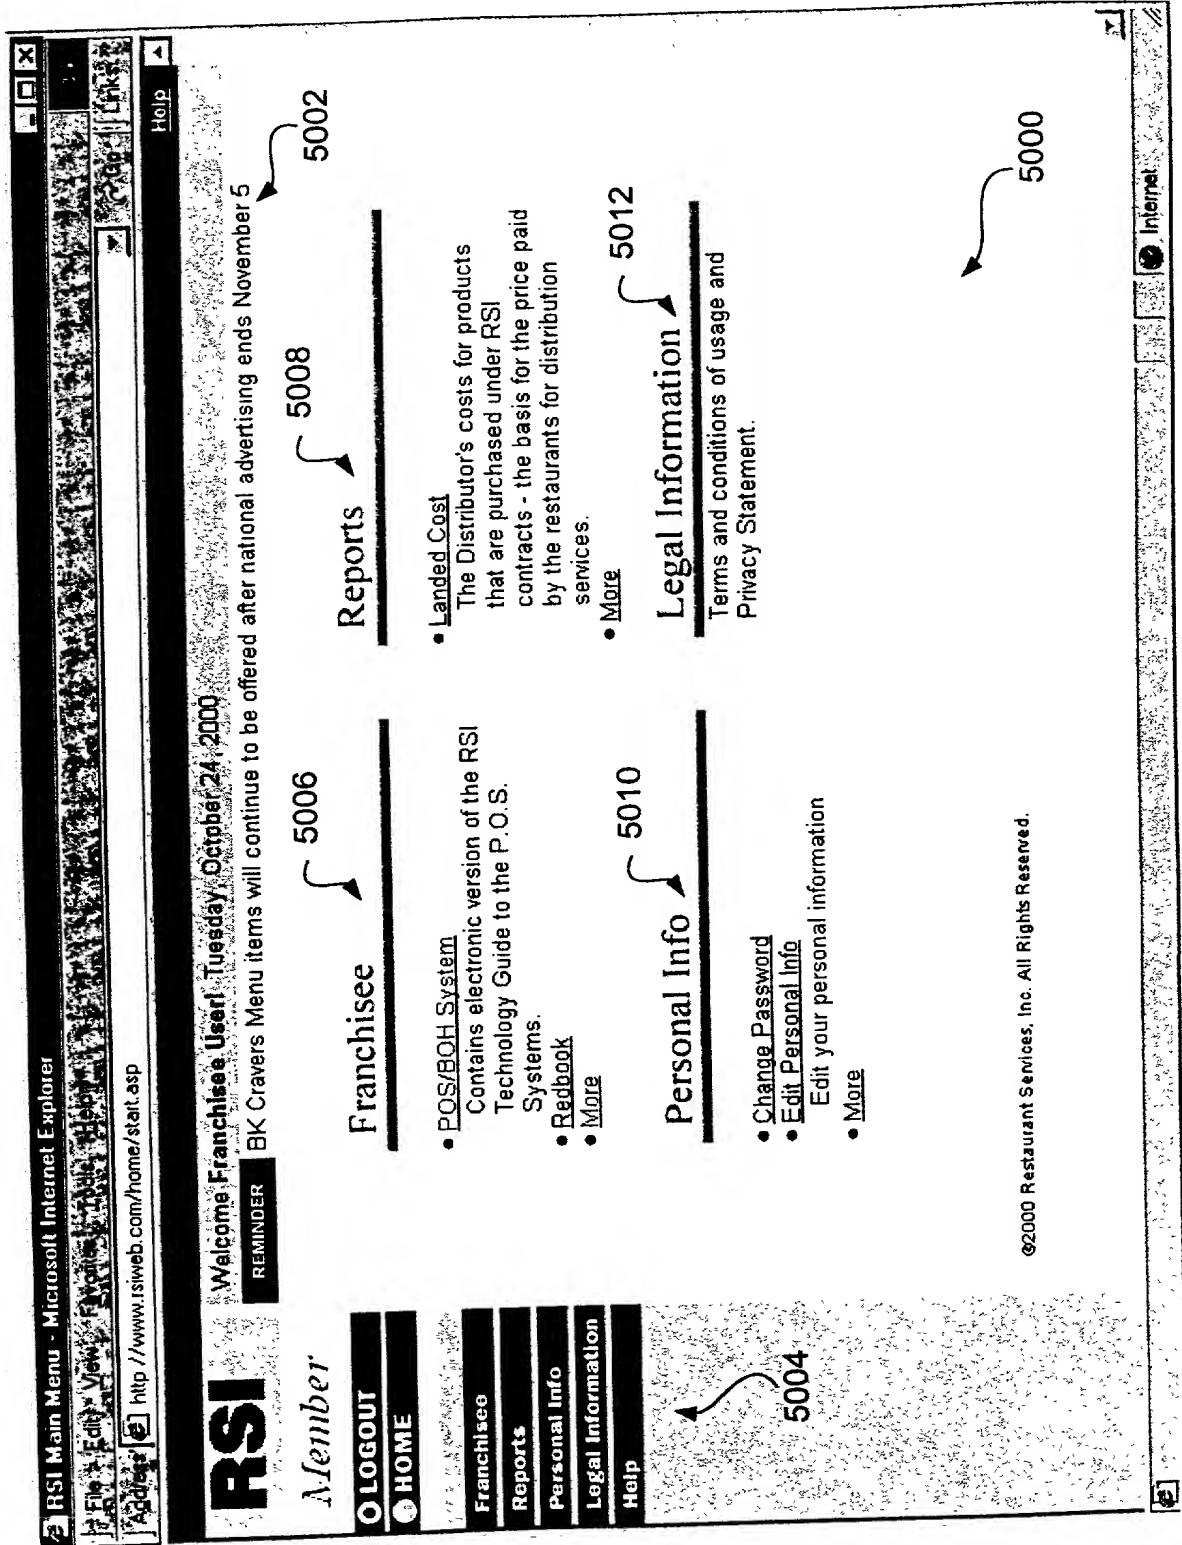 RSI Main Menu - Microsoft Internet Explorer
File Edit View Favorites Tools Help
Address http //www.rsiweb.com/home/start.asp
Go Links
Help
RSI
Welcome Franchisee User! Tuesday, October 24, 2000
REMINDER BK Cravers Menu items will continue to be offered after national advertising ends November 5
5002
Member
LOGOUT
HOME
Franchisee
Reports
Personal Info
Legal Information
Help
5004
5006
Franchisee
• POS/BOH System
Contains electronic version of the RSI
Technology Guide to the P.O.S.
Systems.
• Redbook
• More
5008
Reports
• Landed Cost
The Distributor's costs for products
that are purchased under RSI
contracts - the basis for the price paid
by the restaurants for distribution
services.
• More
5010
Personal Info
• Change Password
• Edit Personal Info
Edit your personal information
• More
5012
Legal Information
Terms and conditions of usage and
Privacy Statement.
5000
©2000 Restaurant Services, Inc. All Rights Reserved.
Internet